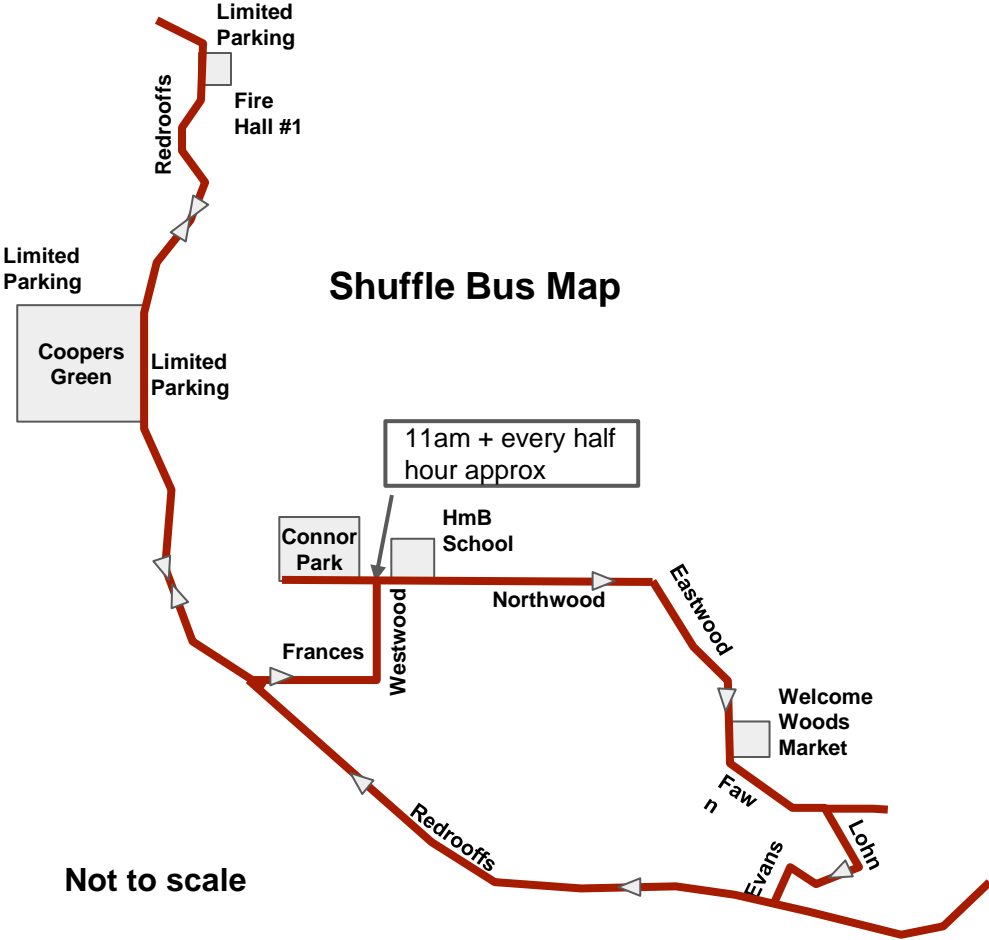 Limited
Parking
Redrooffs
Fire
Hall #1
Limited
Parking
Shuffle Bus Map
Coopers
Green
Limited
Parking
11am + every half
hour approx
Connor
Park
HmB
School
Northwood
Eastwood
Frances
Westwood
Welcome
Woods
Market
Faw
n
Redrooffs
Lohn
Evans
Not to scale